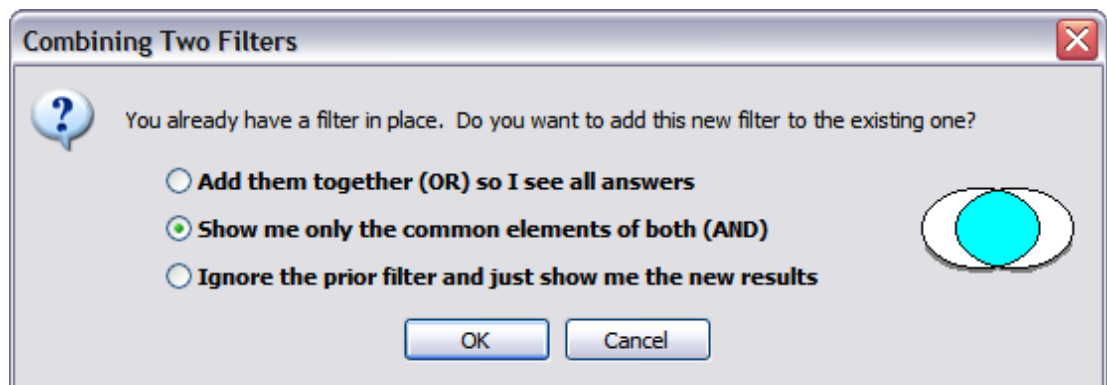 Combining Two Filters
You already have a filter in place.  Do you want to add this new filter to the existing one?
Add them together (OR) so I see all answers
Show me only the common elements of both (AND)
Ignore the prior filter and just show me the new results
OK Cancel